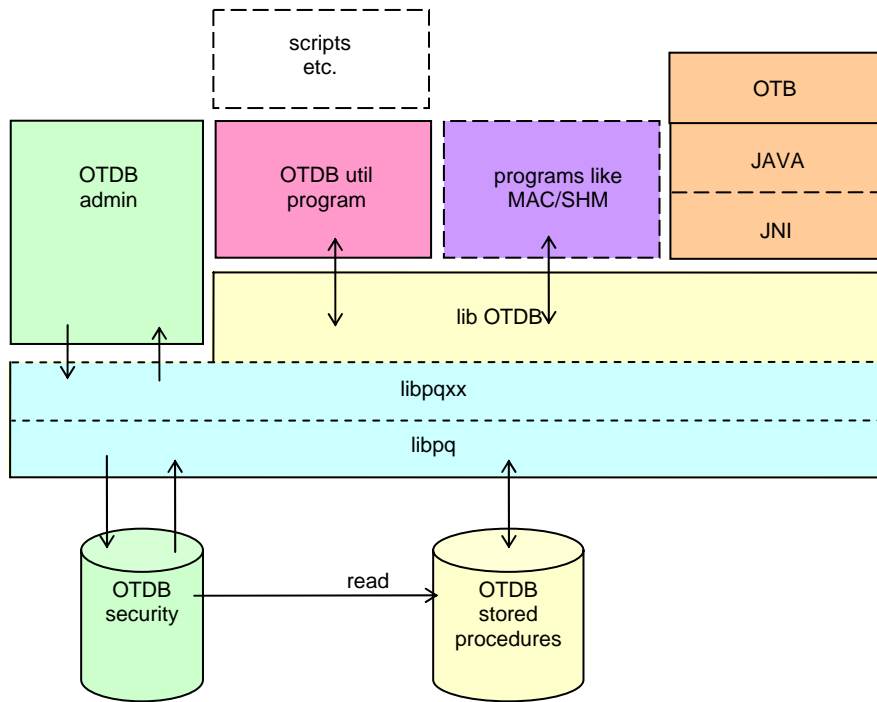 scripts
etc.
OTB
OTDB
admin
OTDB util
program
programs like
MAC/SHM
JAVA
JNI
lib OTDB
libpqxx
libpq
read
OTDB
security
OTDB
stored
procedures